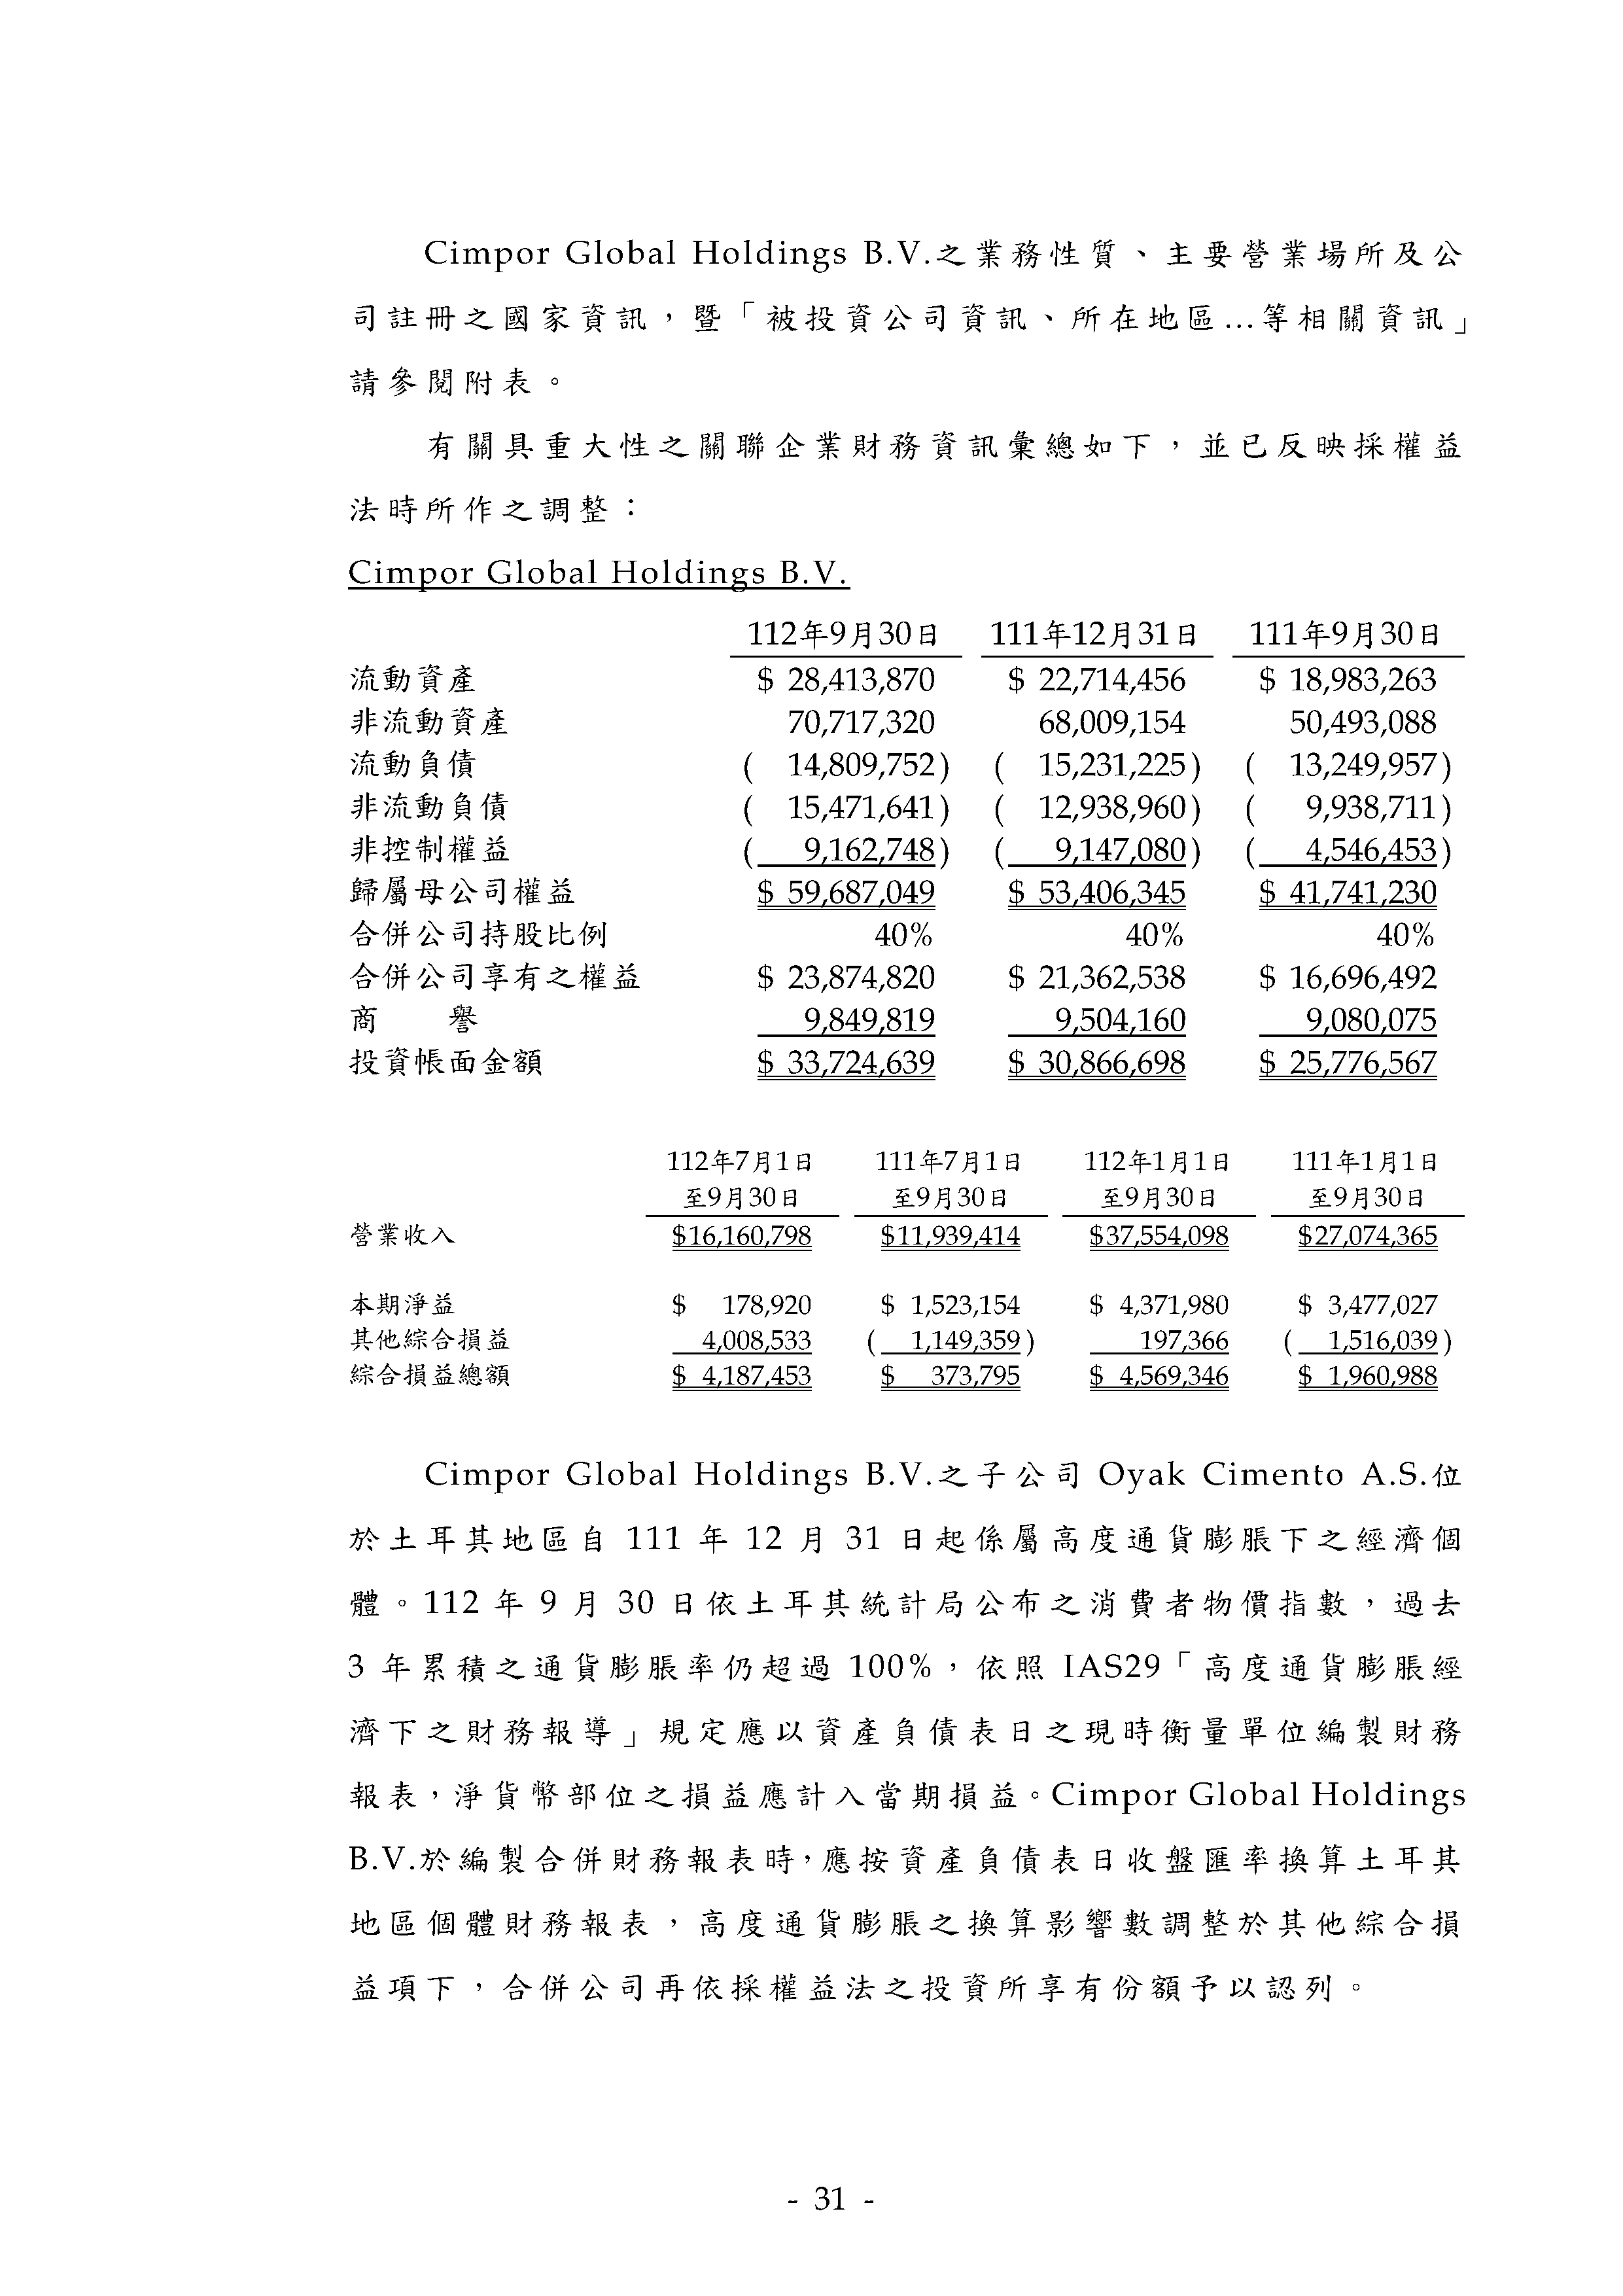 Cimpor Global Holdings B.V.之業務性質、主要營業場所及公
司註冊之國家資訊，暨「被投資公司資訊、所在地區...等相關資訊」
請參閱附表。
有關具重大性之關聯企業財務資訊彙總如下，並已反映採權益
法時所作之調整：
Cimpor Global Holdings B.V.
112年9月30日 111年12月31日 111年9月30日
流動資產 $ 28,413,870 $ 22,714,456 $ 18,983,263
非流動資產 70,717,320 68,009,154 50,493,088
流動負債 ( 14,809,752) ( 15,231,225) ( 13,249,957)
非流動負債 ( 15,471,641) ( 12,938,960) ( 9,938,711)
非控制權益 ( 9,162,748) ( 9,147,080) ( 4,546,453)
歸屬母公司權益 $ 59,687,049 $ 53,406,345 $ 41,741,230
合併公司持股比例 40% 40% 40%
合併公司享有之權益 $ 23,874,820 $ 21,362,538 $ 16,696,492
商 譽 9,849,819 9,504,160 9,080,075
投資帳面金額 $ 33,724,639 $ 30,866,698 $ 25,776,567
112年7月1日 111年7月1日 112年1月1日 111年1月1日
至9月30日 至9月30日 至9月30日 至9月30日
營業收入 $16,160,798 $11,939,414 $37,554,098 $27,074,365
本期淨益 $ 178,920 $ 1,523,154 $ 4,371,980 $ 3,477,027
其他綜合損益 4,008,533 ( 1,149,359) 197,366 ( 1,516,039)
綜合損益總額 $ 4,187,453 $ 373,795 $ 4,569,346 $ 1,960,988
Cimpor Global Holdings B.V.之子公司 Oyak Cimento A.S.位
於土耳其地區自 111 年 12 月 31 日起係屬高度通貨膨脹下之經濟個
體。112 年 9 月 30 日依土耳其統計局公布之消費者物價指數，過去
3 年累積之通貨膨脹率仍超過 100%，依照 IAS29「高度通貨膨脹經
濟下之財務報導」規定應以資產負債表日之現時衡量單位編製財務
報表，淨貨幣部位之損益應計入當期損益。Cimpor Global Holdings
B.V.於編製合併財務報表時，應按資產負債表日收盤匯率換算土耳其
地區個體財務報表，高度通貨膨脹之換算影響數調整於其他綜合損
益項下，合併公司再依採權益法之投資所享有份額予以認列。
- 31 -